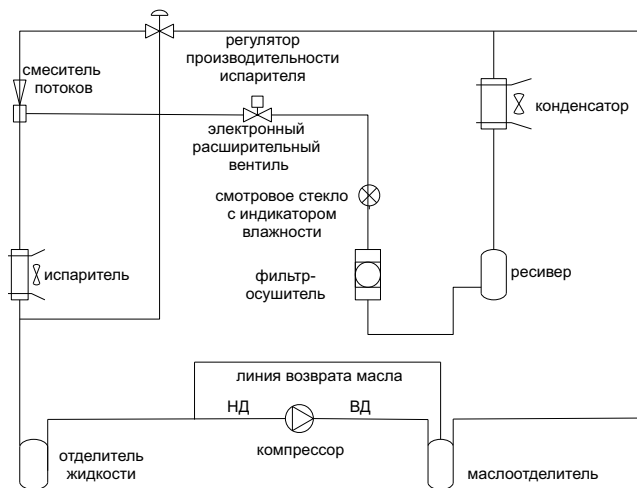 регулятор
производительности
испарителя
смеситель
потоков
конденсатор
электронный
расширительный
вентиль
смотровое стекло
с индикатором
влажности
испаритель
фильтр-
осушитель
ресивер
линия возврата масла
НД
ВД
компрессор
отделитель
жидкости
маслоотделитель